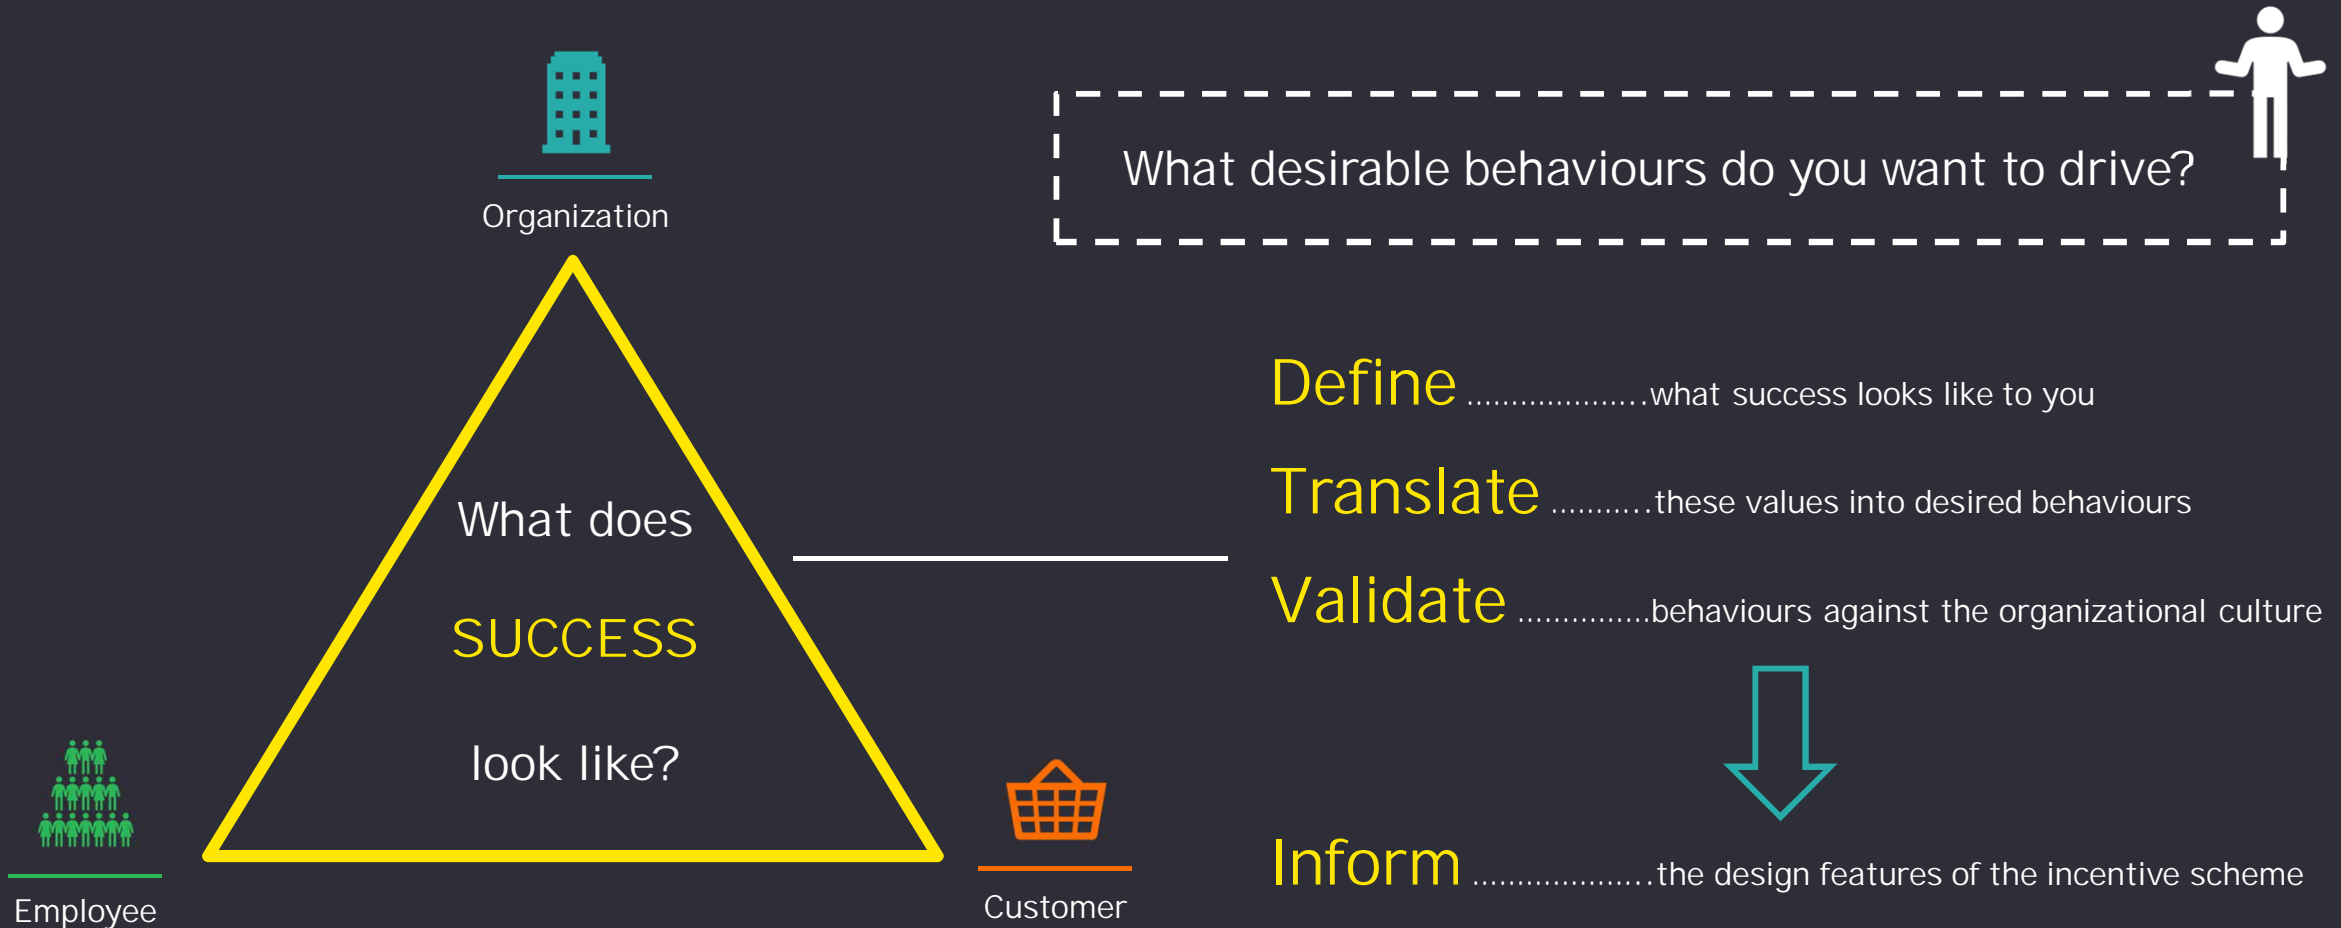 Organization
What does
SUCCESS
look like?
Employee
Customer
What desirable behaviours do you want to drive?
Define ....................what success looks like to you
Translate ...........these values into desired behaviours
Validate ...............behaviours against the organizational culture
Inform ....................the design features of the incentive scheme